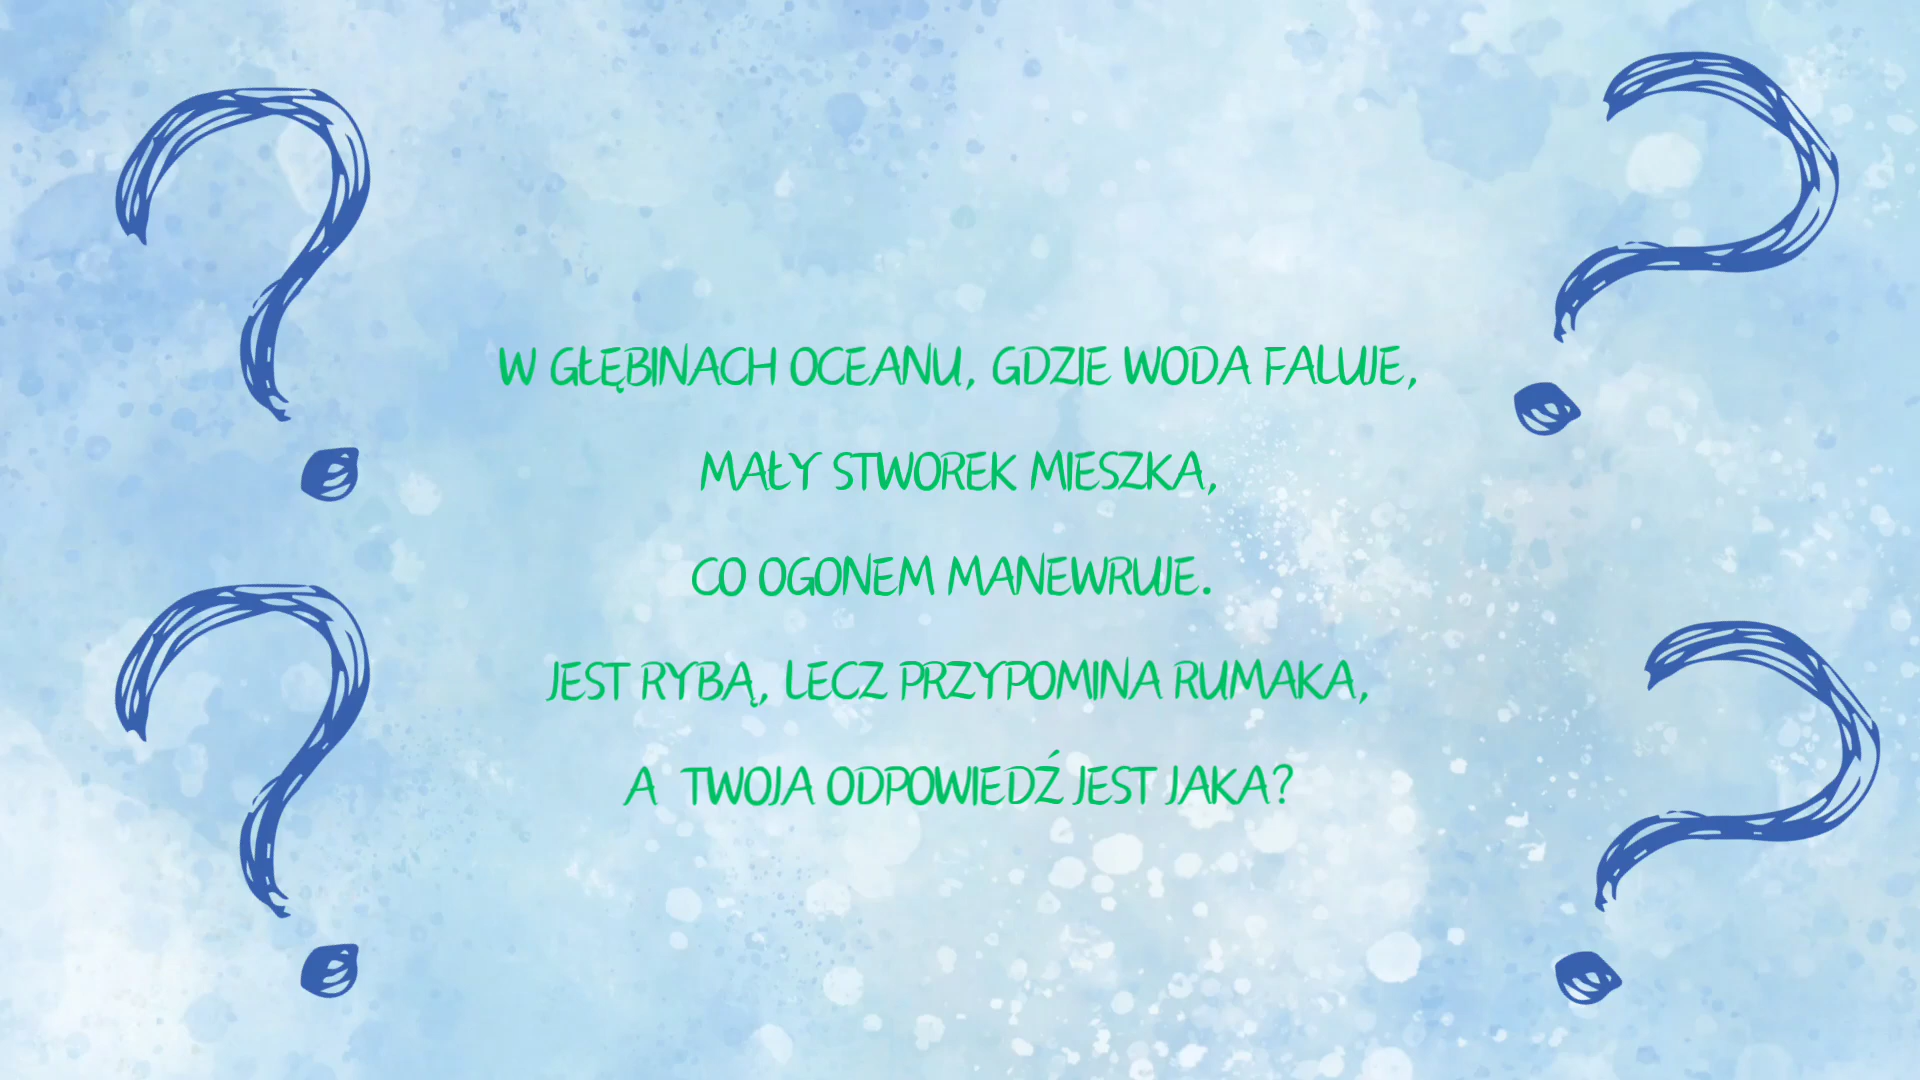 W GŁĘBINACH OCEANU, GDZIE WODA FALUJE,
MAŁY STWOREK MIESZKA,
CO OGONEM MANEWRUJE.
JEST RYBĄ, LECZ PRZYPOMINA RUMAKA,
A TWOJA ODPOWIEDŹ JEST JAKA?